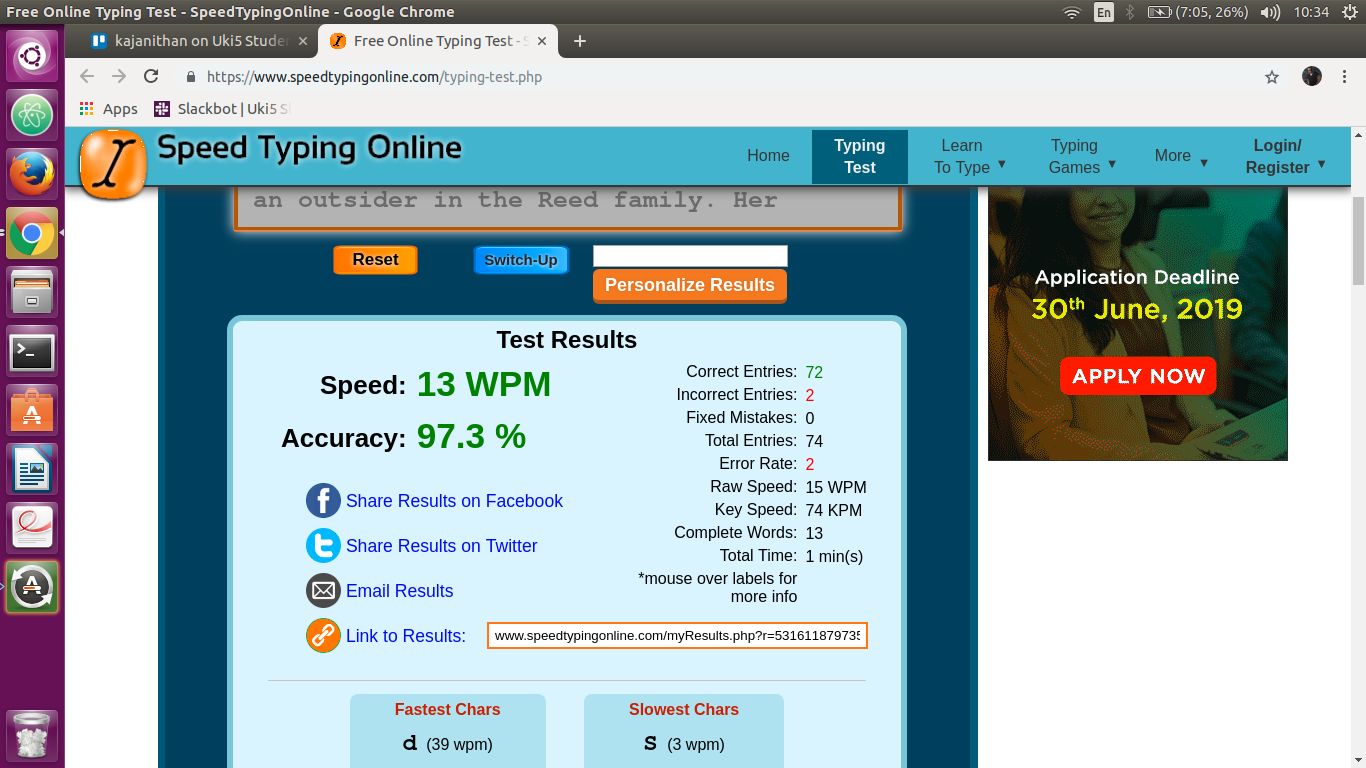 Free Online Typing Test - SpeedTypingOnline - Google Chrome
En
(7:05, 26%)
10:34
kajanithan on Uki5 Stude
Free Online Typing Test -
https://www.speedtypingonline.com/typing-test.php
Apps
Slackbot | Uki5
Speed Typing Online
Home
Typing
Test
Learn
To Type
Typing
Games
More
Login/
Register
an outsider in the Reed family. Her
Reset
Switch-Up
Personalize Results
Application Deadline
30th June, 2019
APPLY NOW
Test Results
Speed: 13 WPM
Accuracy: 97.3 %
Share Results on Facebook
Share Results on Twitter
Email Results
Link to Results: www.speedtypingonline.com/myResults.php?r=531611879735
Correct Entries: 72
Incorrect Entries: 2
Fixed Mistakes: 0
Total Entries: 74
Error Rate: 2
Raw Speed: 15 WPM
Key Speed: 74 KPM
Complete Words: 13
Total Time: 1 min(s)
*mouse over labels for
more info
Fastest Chars
d (39 wpm)
Slowest Chars
S (3 wpm)